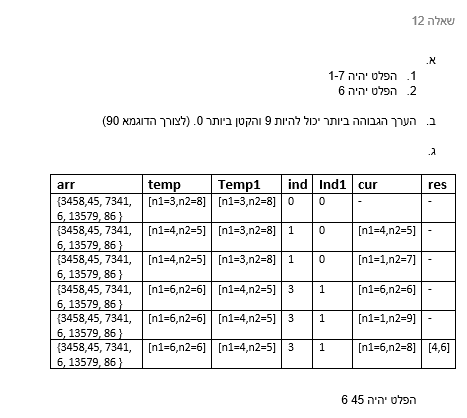 שאלה 12
א.
1. הפלט יהיה 1-7
2. הפלט יהיה 6
ב. הערך הגבוהה ביותר יכול להיות 9 והקטן ביותר 0. (לצורך הדוגמא 90)
ג.
arr temp Temp1 ind Ind1 cur res
{3458,45, 7341, [n1=3,n2=8] [n1=3,n2=8] 0 0 - -
6, 13579, 86 }
{3458,45, 7341, [n1=4,n2=5] [n1=3,n2=8] 1 0 [n1=4,n2=5] -
6, 13579, 86 }
{3458,45, 7341, [n1=4,n2=5] [n1=3,n2=8] 1 0 [n1=1,n2=7] -
6, 13579, 86 }
{3458,45, 7341, [n1=6,n2=6] [n1=4,n2=5] 3 1 [n1=6,n2=6] -
6, 13579, 86 }
{3458,45, 7341, [n1=6,n2=6] [n1=4,n2=5] 3 1 [n1=1,n2=9] -
6, 13579, 86 }
{3458,45, 7341, [n1=6,n2=6] [n1=4,n2=5] 3 1 [n1=6,n2=8] [4,6]
6, 13579, 86 }
הפלט יהיה 45 6